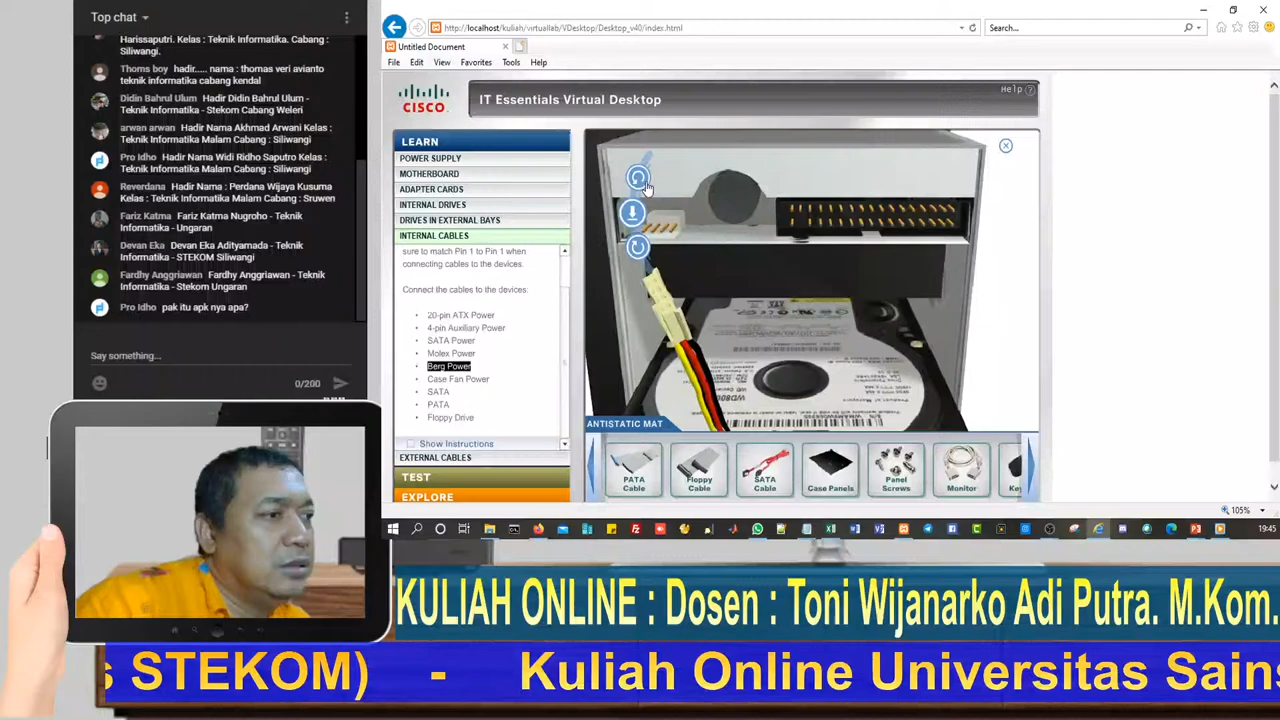 Top chat
Harissaputri. Kelas : Teknik Informatika. Cabang :
Siliwangi.
Thoms boy hadir..... nama : thomas veri avianto
teknik informatika cabang kendal
Didin Bahrul Ulum Hadir Didin Bahrul Ulum -
Teknik Informatika - Stekom Cabang Weleri
arwan arwan Hadir Nama Akhmad Arwani Kelas :
Teknik Informatika Malam Cabang : Siliwangi
Pro Idho Hadir Nama Widi Ridho Saputro Kelas :
Teknik Informatika Malam Cabang : Siliwangi
Reverdana Hadir Nama : Perdana Wijaya Kusuma
Kelas : Teknik Informatika Malam Cabang : Sruwen
Fariz Katma Fariz Katma Nugroho - Teknik
Informatika - Ungaran
Devan Eka Devan Eka Adityamada - Teknik
Informatika - STEKOM Siliwangi
Fardhy Anggriawan Fardhy Anggriawan - Teknik
Informatika - Stekom Ungaran
Pro Idho pak itu apk nya apa?
Say something...
0/200
http://localhost/kuliah/virtuallab/VDesktop/Desktop_v40/index.html
Search...
Untitled Document
File Edit View Favorites Tools Help
CISCO
IT Essentials Virtual Desktop
Help ?
LEARN
POWER SUPPLY
MOTHERBOARD
ADAPTER CARDS
INTERNAL DRIVES
DRIVES IN EXTERNAL BAYS
INTERNAL CABLES
sure to match Pin 1 to Pin 1 when
connecting cables to the devices.
Connect the cables to the devices:
• 20-pin ATX Power
• 4-pin Auxiliary Power
• SATA Power
• Molex Power
• Berg Power
• Case Fan Power
• SATA
• PATA
• Floppy Drive
Show Instructions
EXTERNAL CABLES
TEST
EXPLORE
ANTISTATIC MAT
PATA Cable
Floppy Cable
SATA Cable
Case Panels
Panel Screws
Monitor
105%
19:45
KULIAH ONLINE : Dosen : Toni Wijanarko Adi Putra. M.Kom.
s STEKOM) - Kuliah Online Universitas Sains